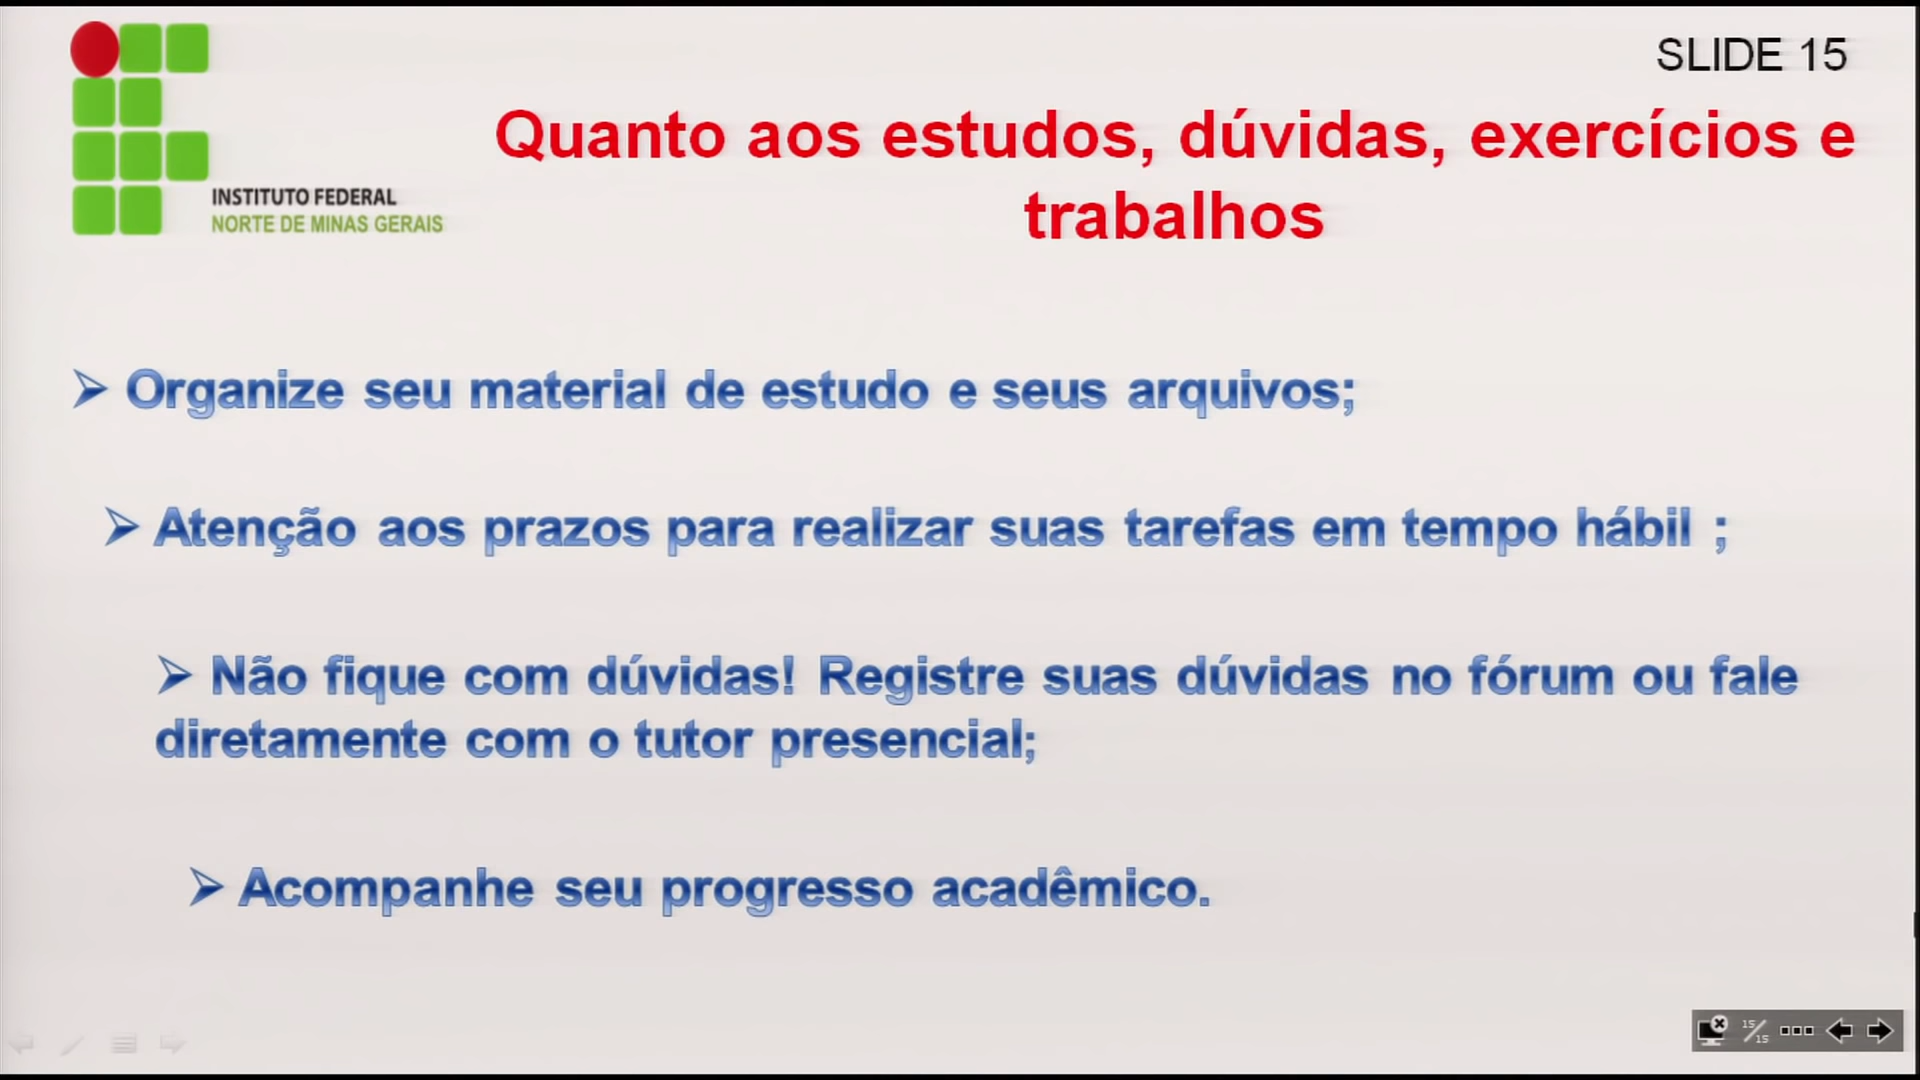 SLIDE 15
Quanto aos estudos, dúvidas, exercícios e
trabalhos
INSTITUTO FEDERAL
NORTE DE MINAS GERAIS
➢ Organize seu material de estudo e seus arquivos;
➢ Atenção aos prazos para realizar suas tarefas em tempo hábil ;
➢ Não fique com dúvidas! Registre suas dúvidas no fórum ou fale
diretamente com o tutor presencial;
➢ Acompanhe seu progresso acadêmico.
15/15